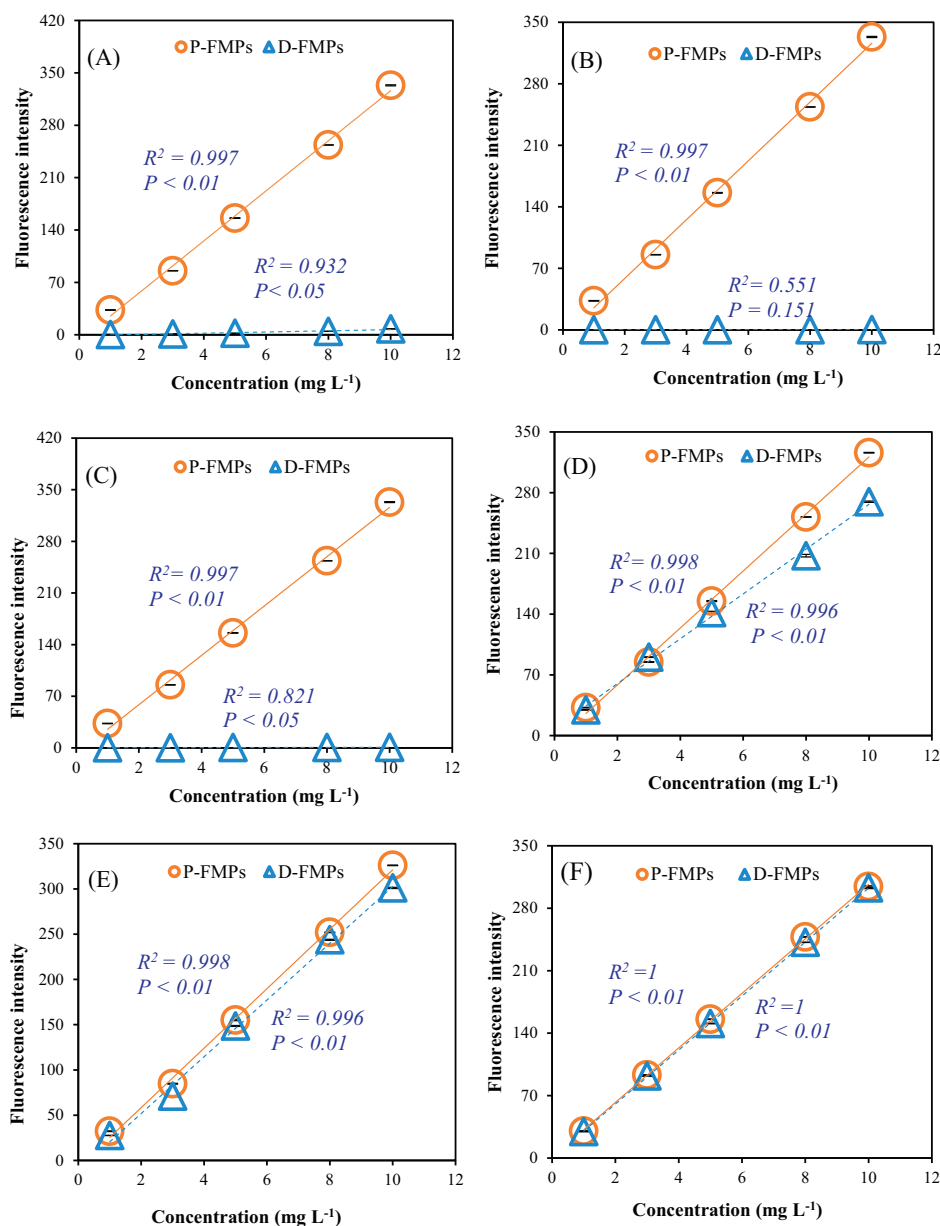 (A)
P-FMPs D-FMPs
Fluorescence intensity
420
350
280
210
140
70
0
R² = 0.997
P < 0.01
R² = 0.932
P< 0.05
0 2 4 6 8 10 12
Concentration (mg L⁻¹)
(B)
P-FMPs D-FMPs
Fluorescence intensity
350
280
210
140
70
0
R² = 0.997
P < 0.01
R² = 0.551
P = 0.151
0 2 4 6 8 10 12
Concentration (mg L⁻¹)
(C)
P-FMPs D-FMPs
Fluorescence intensity
420
350
280
210
140
70
0
R² = 0.997
P < 0.01
R² = 0.821
P < 0.05
0 2 4 6 8 10 12
Concentration (mg L⁻¹)
(D)
P-FMPs D-FMPs
Fluorescence intensity
350
280
210
140
70
0
R² = 0.998
P < 0.01
R² = 0.996
P < 0.01
0 2 4 6 8 10 12
Concentration (mg L⁻¹)
(E)
P-FMPs D-FMPs
Fluorescence intensity
350
300
250
200
150
100
50
0
R² = 0.998
P < 0.01
R² = 0.996
P < 0.01
0 2 4 6 8 10 12
Concentration (mg L⁻¹)
(F)
P-FMPs D-FMPs
Fluorescence intensity
350
280
210
140
70
0
R² =1
P < 0.01
R² =1
P < 0.01
0 2 4 6 8 10 12
Concentration (mg L⁻¹)